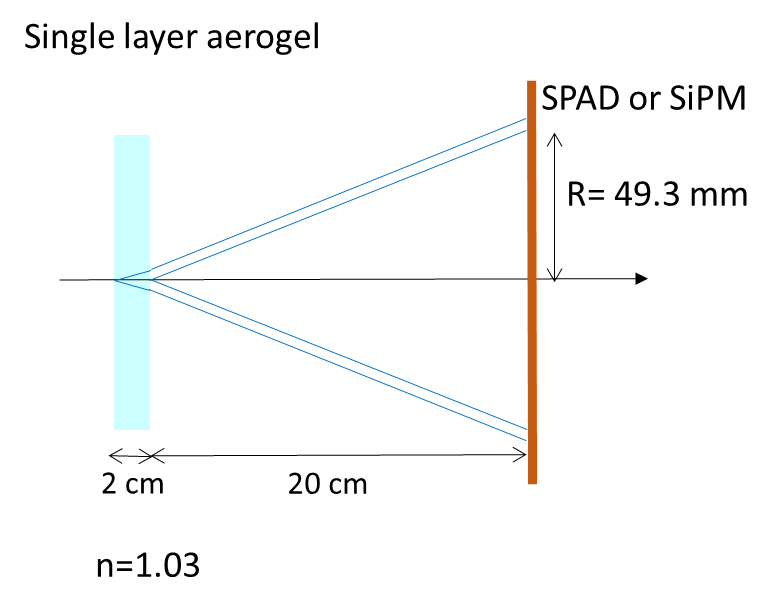 Single layer aerogel
SPAD or SiPM
R= 49.3 mm
2 cm
20 cm
n=1.03